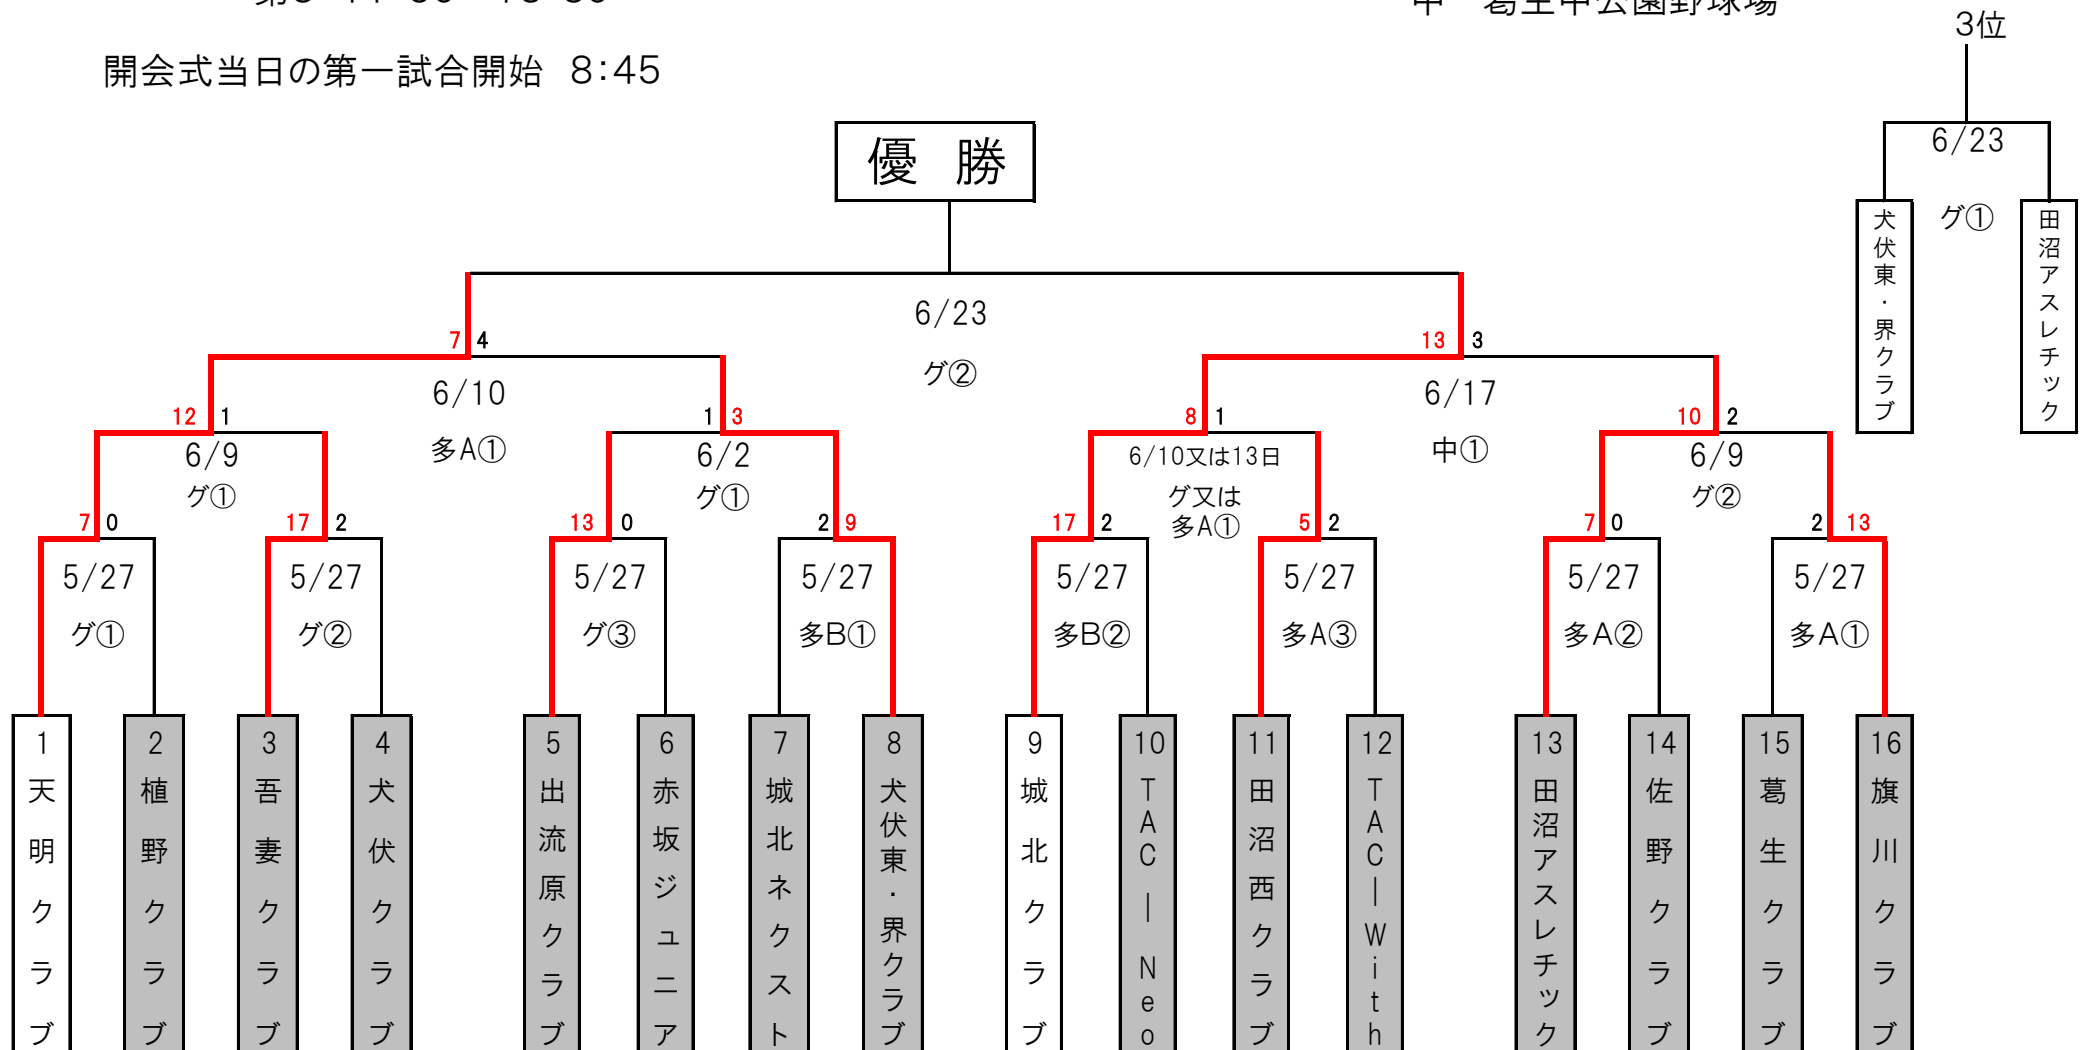 開会式当日の第一試合開始　8：45
3位
6/23
グ①
犬伏東・界クラブ
田沼アスレチック
優　勝
6/23
グ②
7 4
13 3
6/10
多A①
6/17
中①
12 1
1 3
8 1
10 2
6/9
グ①
6/2
グ①
6/10又は13日
グ又は
多A①
6/9
グ②
7 0
17 2
13 0
2 9
17 2
5 2
7 0
2 13
5/27
グ①
5/27
グ②
5/27
グ③
5/27
多B①
5/27
多B②
5/27
多A③
5/27
多A②
5/27
多A①
1 天明クラブ
2 植野クラブ
3 吾妻クラブ
4 犬伏クラブ
5 出流原クラブ
6 赤坂ジュニア
7 城北ネクスト
8 犬伏東・界クラブ
9 城北クラブ
10 TAC｜Neo
11 田沼西クラブ
12 TAC｜With
13 田沼アスレチック
14 佐野クラブ
15 葛生クラブ
16 旗川クラブ